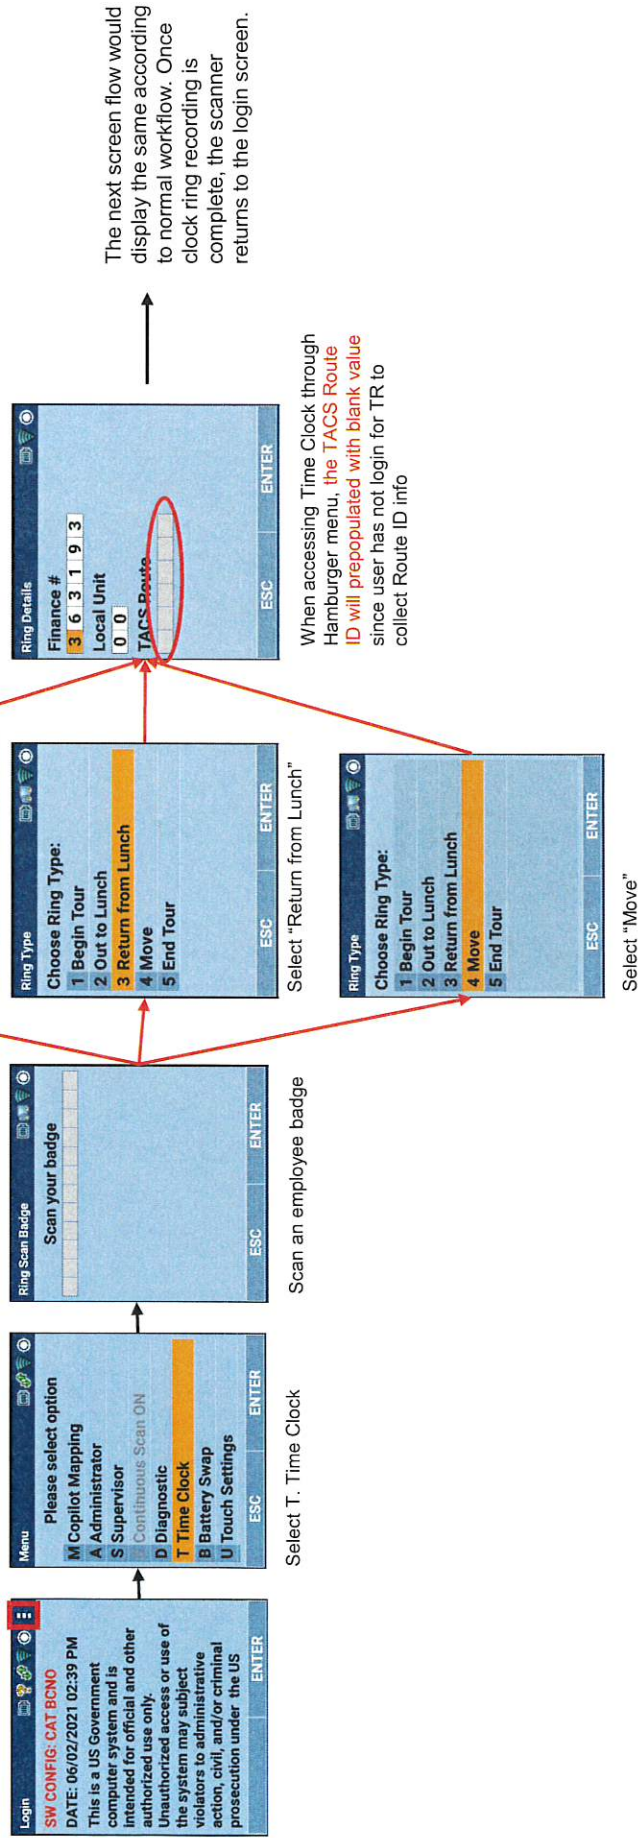 Login
SW CONFIG: CAT BCNO
DATE: 06/02/2021 02:39 PM
This is a US Government
computer system and is
intended for official and other
authorized use only.
Unauthorized access or use of
the system may subject
violators to administrative
action, civil, and/or criminal
prosecution under the US
ENTER
Menu
Please select option
M Copilot Mapping
A Administrator
S Supervisor
Continuous Scan ON
D Diagnostic
T Time Clock
B Battery Swap
U Touch Settings
ESC ENTER
Select T. Time Clock
Ring Scan Badge
Scan your badge
ESC ENTER
Scan an employee badge
Ring Type
Choose Ring Type:
1 Begin Tour
2 Out to Lunch
3 Return from Lunch
4 Move
5 End Tour
ESC ENTER
Select “Return from Lunch”
Ring Type
Choose Ring Type:
1 Begin Tour
2 Out to Lunch
3 Return from Lunch
4 Move
5 End Tour
ESC ENTER
Select “Move”
Ring Details
Finance #
3 6 3 1 9 3
Local Unit
0 0
TACS Route
ESC ENTER
When accessing Time Clock through
Hamburger menu, the TACS Route
ID will prepopulated with blank value
since user has not login for TR to
collect Route ID info
The next screen flow would
display the same according
to normal workflow. Once
clock ring recording is
complete, the scanner
returns to the login screen.